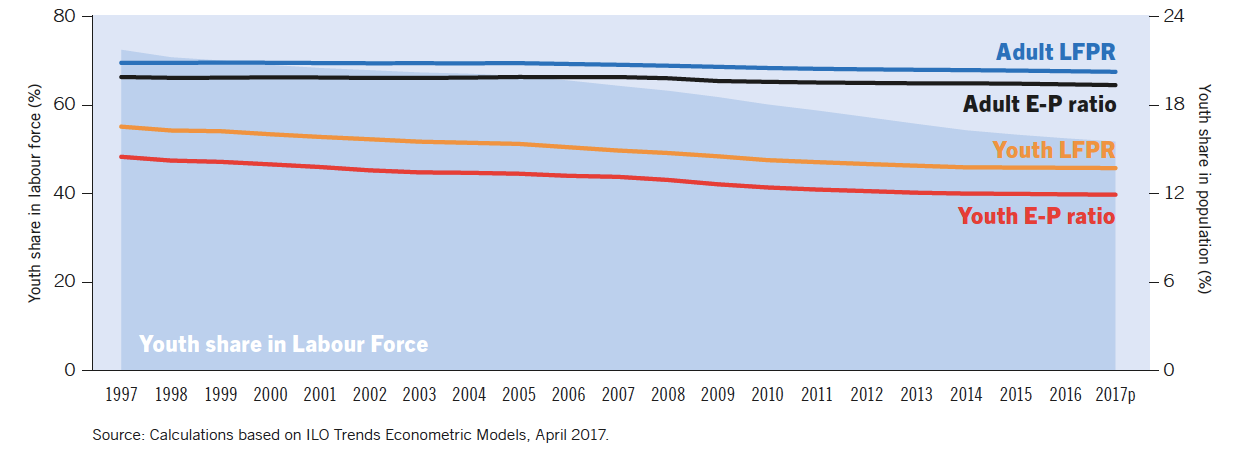 80
60
40
20
0
Youth share in labour force (%)
24
18
12
6
0
Youth share in population (%)
Adult LFPR
Adult E-P ratio
Youth LFPR
Youth E-P ratio
Youth share in Labour Force
1997 1998 1999 2000 2001 2002 2003 2004 2005 2006 2007 2008 2009 2010 2011 2012 2013 2014 2015 2016 2017p
Source: Calculations based on ILO Trends Econometric Models, April 2017.